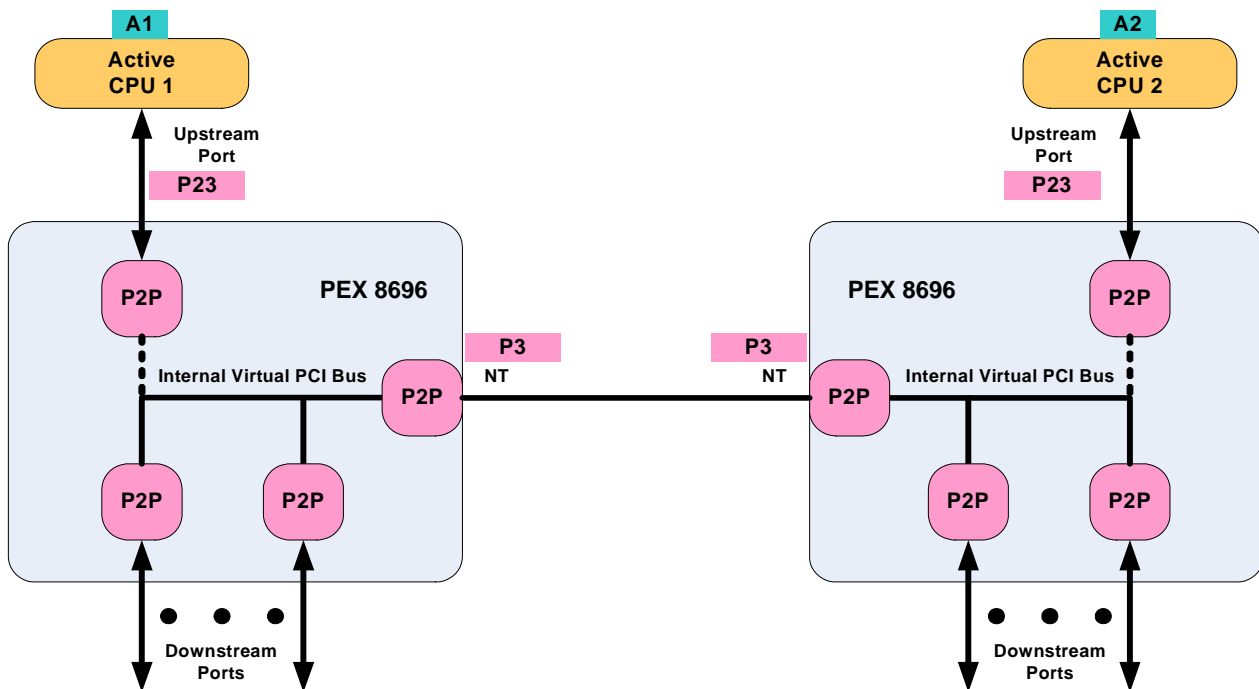 A1
Active
CPU 1
Upstream
Port
P23
P2P
PEX 8696
P3
NT
Internal Virtual PCI Bus
P2P
P2P
P2P
Downstream
Ports
A2
Active
CPU 2
Upstream
Port
P23
PEX 8696
P2P
P3
NT
Internal Virtual PCI Bus
P2P
P2P
P2P
Downstream
Ports